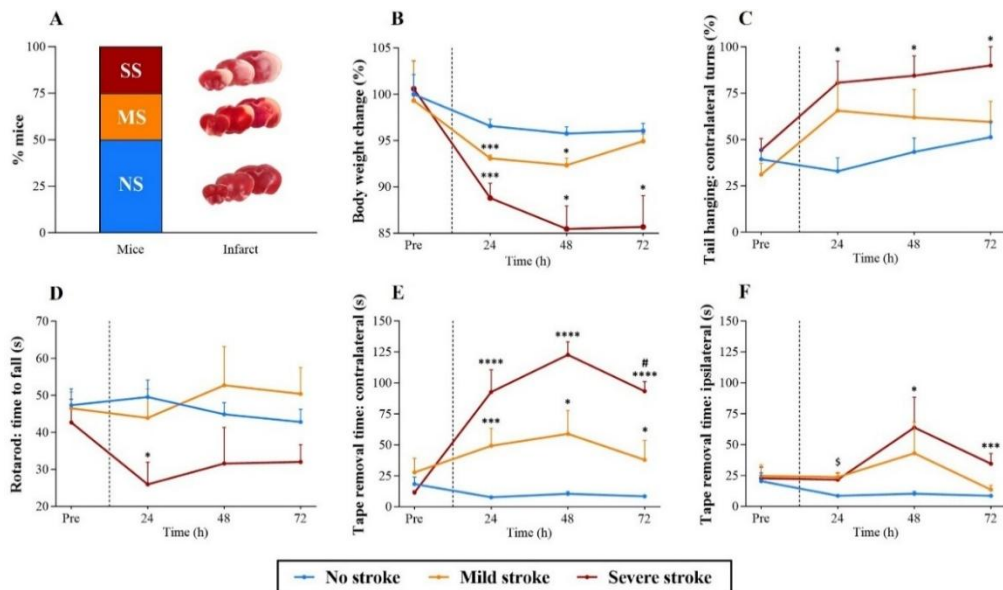 A
% mice
100
75
50
25
0
SS
MS
NS
Mice
Infarct
B
Body weight change (%)
105
100
95
90
85
***
***
*
*
*
Pre
24
48
72
Time (h)
C
Tail hanging: contralateral turns (%)
100
75
50
25
0
*
*
*
Pre
24
48
72
Time (h)
D
Rotarod: time to fall (s)
70
60
50
40
30
20
*
Pre
24
48
72
Time (h)
E
Tape removal time: contralateral (s)
150
125
100
75
50
25
0
****
****
#
****
***
*
*
Pre
24
48
72
Time (h)
F
Tape removal time: ipsilateral (s)
150
125
100
75
50
25
0
$
*
***
Pre
24
48
72
Time (h)
No stroke
Mild stroke
Severe stroke